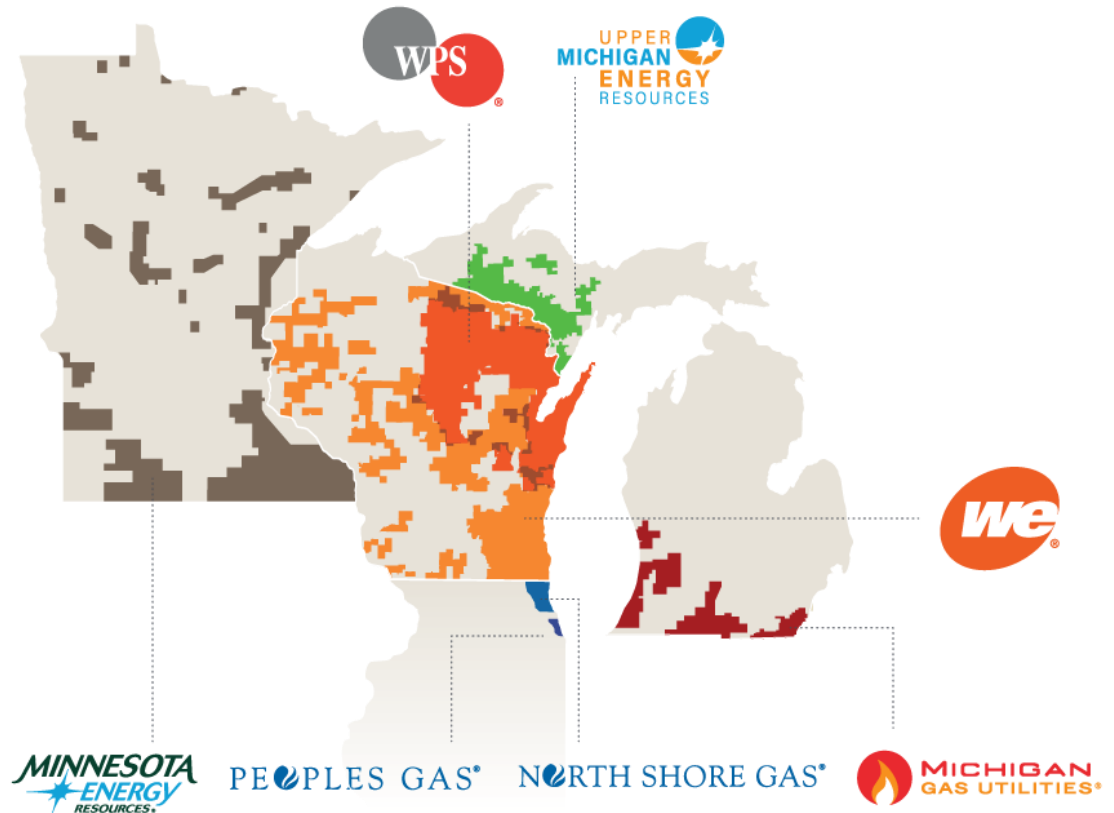 WPS
®
UPPER
MICHIGAN
ENERGY
RESOURCES
we®
MINNESOTA
ENERGY
RESOURCES®
PEOPLES GAS®
NORTH SHORE GAS®
MICHIGAN
GAS UTILITIES®